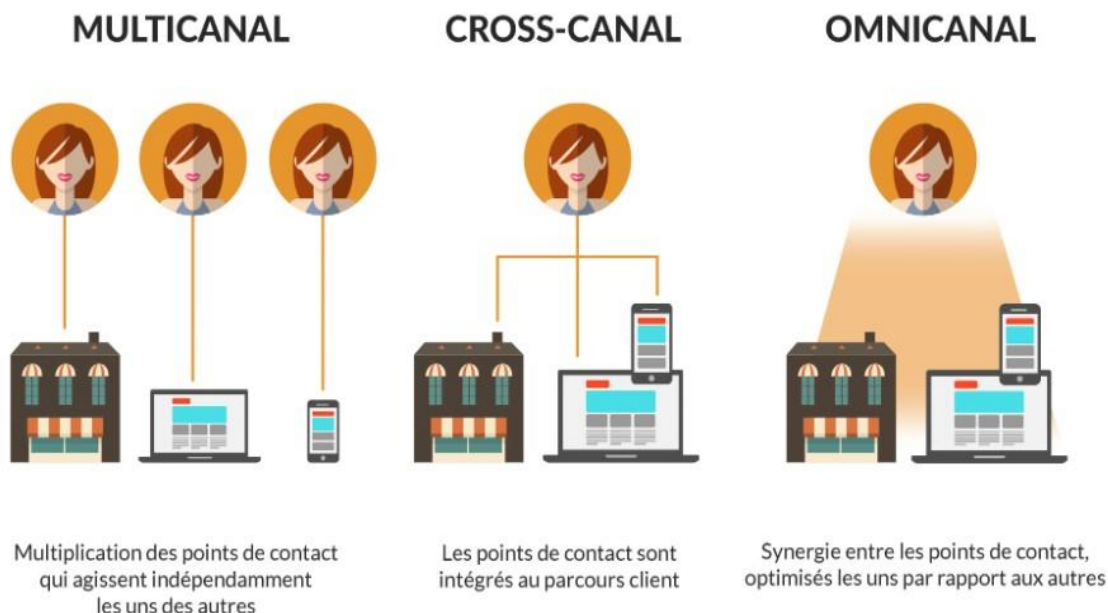 MULTICANAL
CROSS-CANAL
OMNICANAL
Multiplication des points de contact
qui agissent indépendamment
les uns des autres
Les points de contact sont
intégrés au parcours client
Synergie entre les points de contact,
optimisés les uns par rapport aux autres